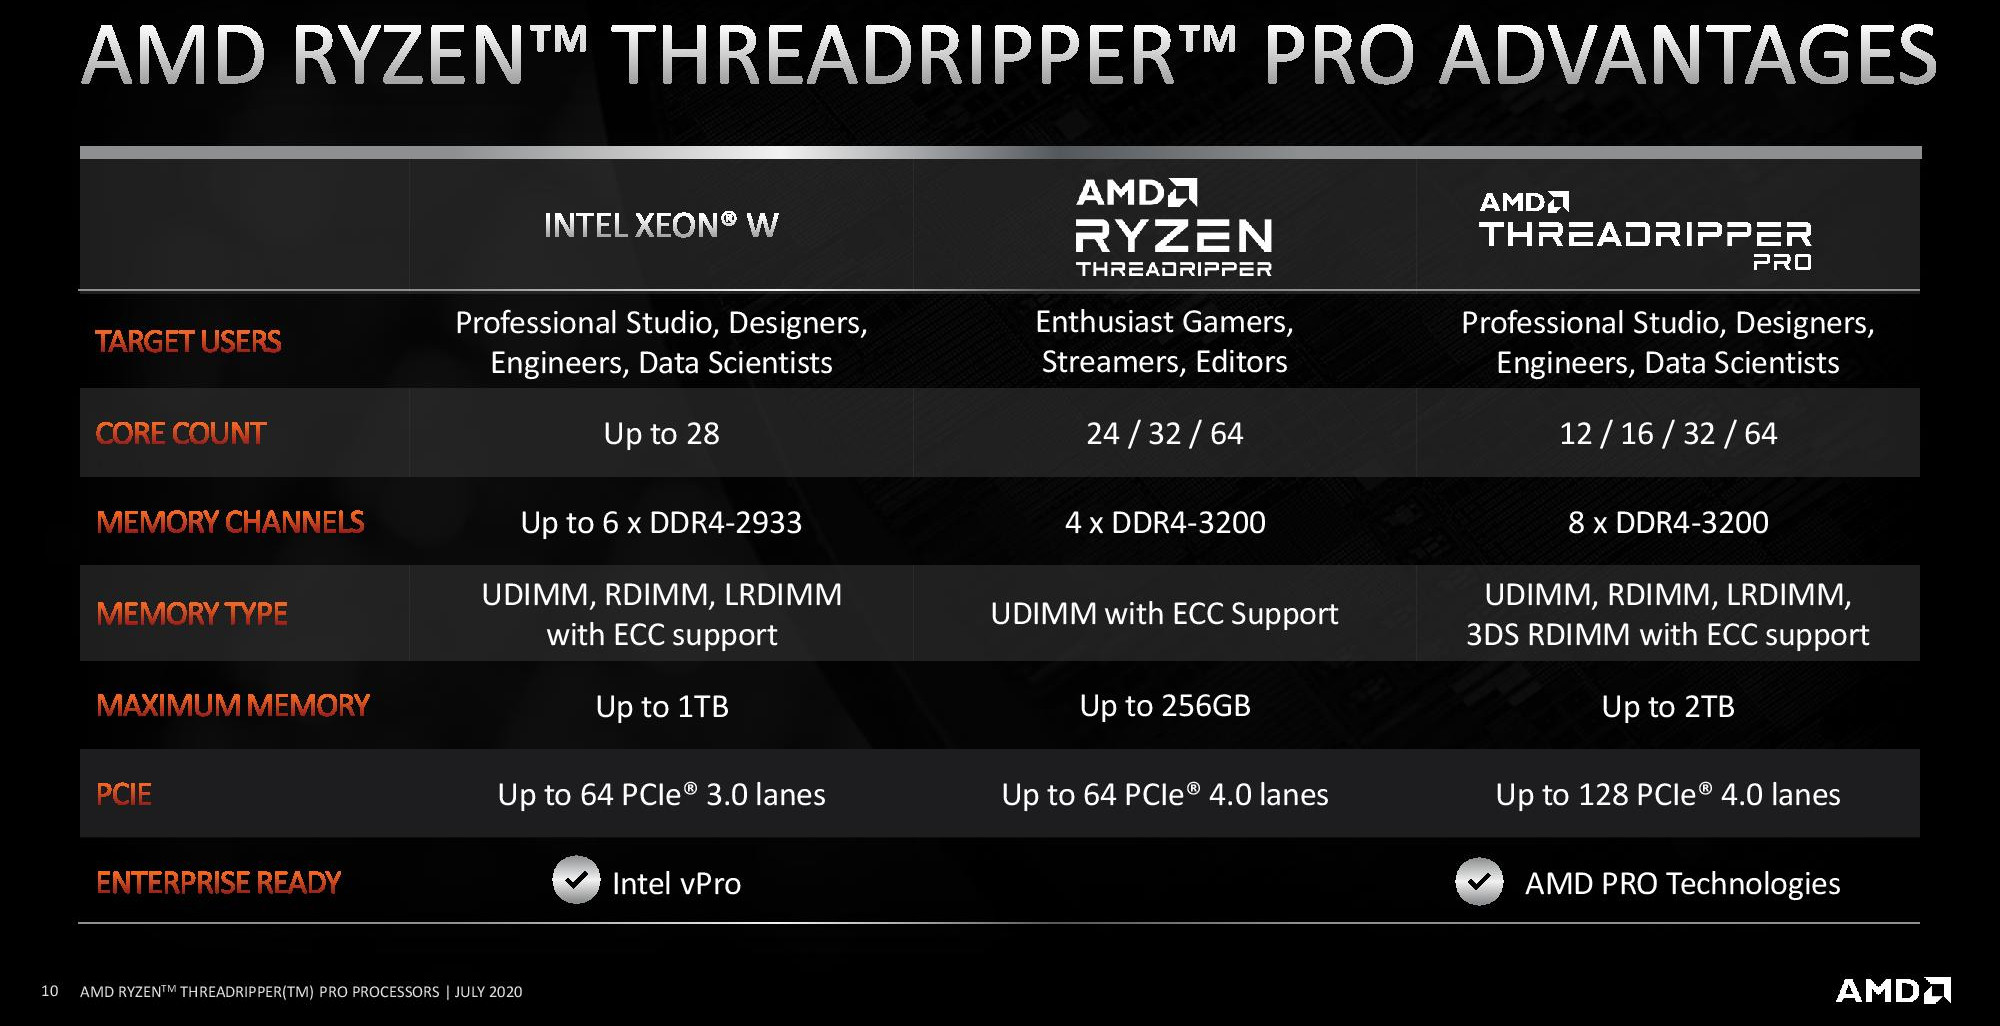 AMD RYZEN™ THREADRIPPER™ PRO ADVANTAGES
INTEL XEON® W
AMD
RYZEN
THREADRIPPER
AMD
THREADRIPPER
PRO
TARGET USERS
Professional Studio, Designers,
Engineers, Data Scientists
Enthusiast Gamers,
Streamers, Editors
Professional Studio, Designers,
Engineers, Data Scientists
CORE COUNT
Up to 28
24 / 32 / 64
12 / 16 / 32 / 64
MEMORY CHANNELS
Up to 6 x DDR4-2933
4 x DDR4-3200
8 x DDR4-3200
MEMORY TYPE
UDIMM, RDIMM, LRDIMM
with ECC support
UDIMM with ECC Support
UDIMM, RDIMM, LRDIMM,
3DS RDIMM with ECC support
MAXIMUM MEMORY
Up to 1TB
Up to 256GB
Up to 2TB
PCIE
Up to 64 PCIe® 3.0 lanes
Up to 64 PCIe® 4.0 lanes
Up to 128 PCIe® 4.0 lanes
ENTERPRISE READY
Intel vPro
AMD PRO Technologies
10 AMD RYZEN™ THREADRIPPER(TM) PRO PROCESSORS | JULY 2020
AMD